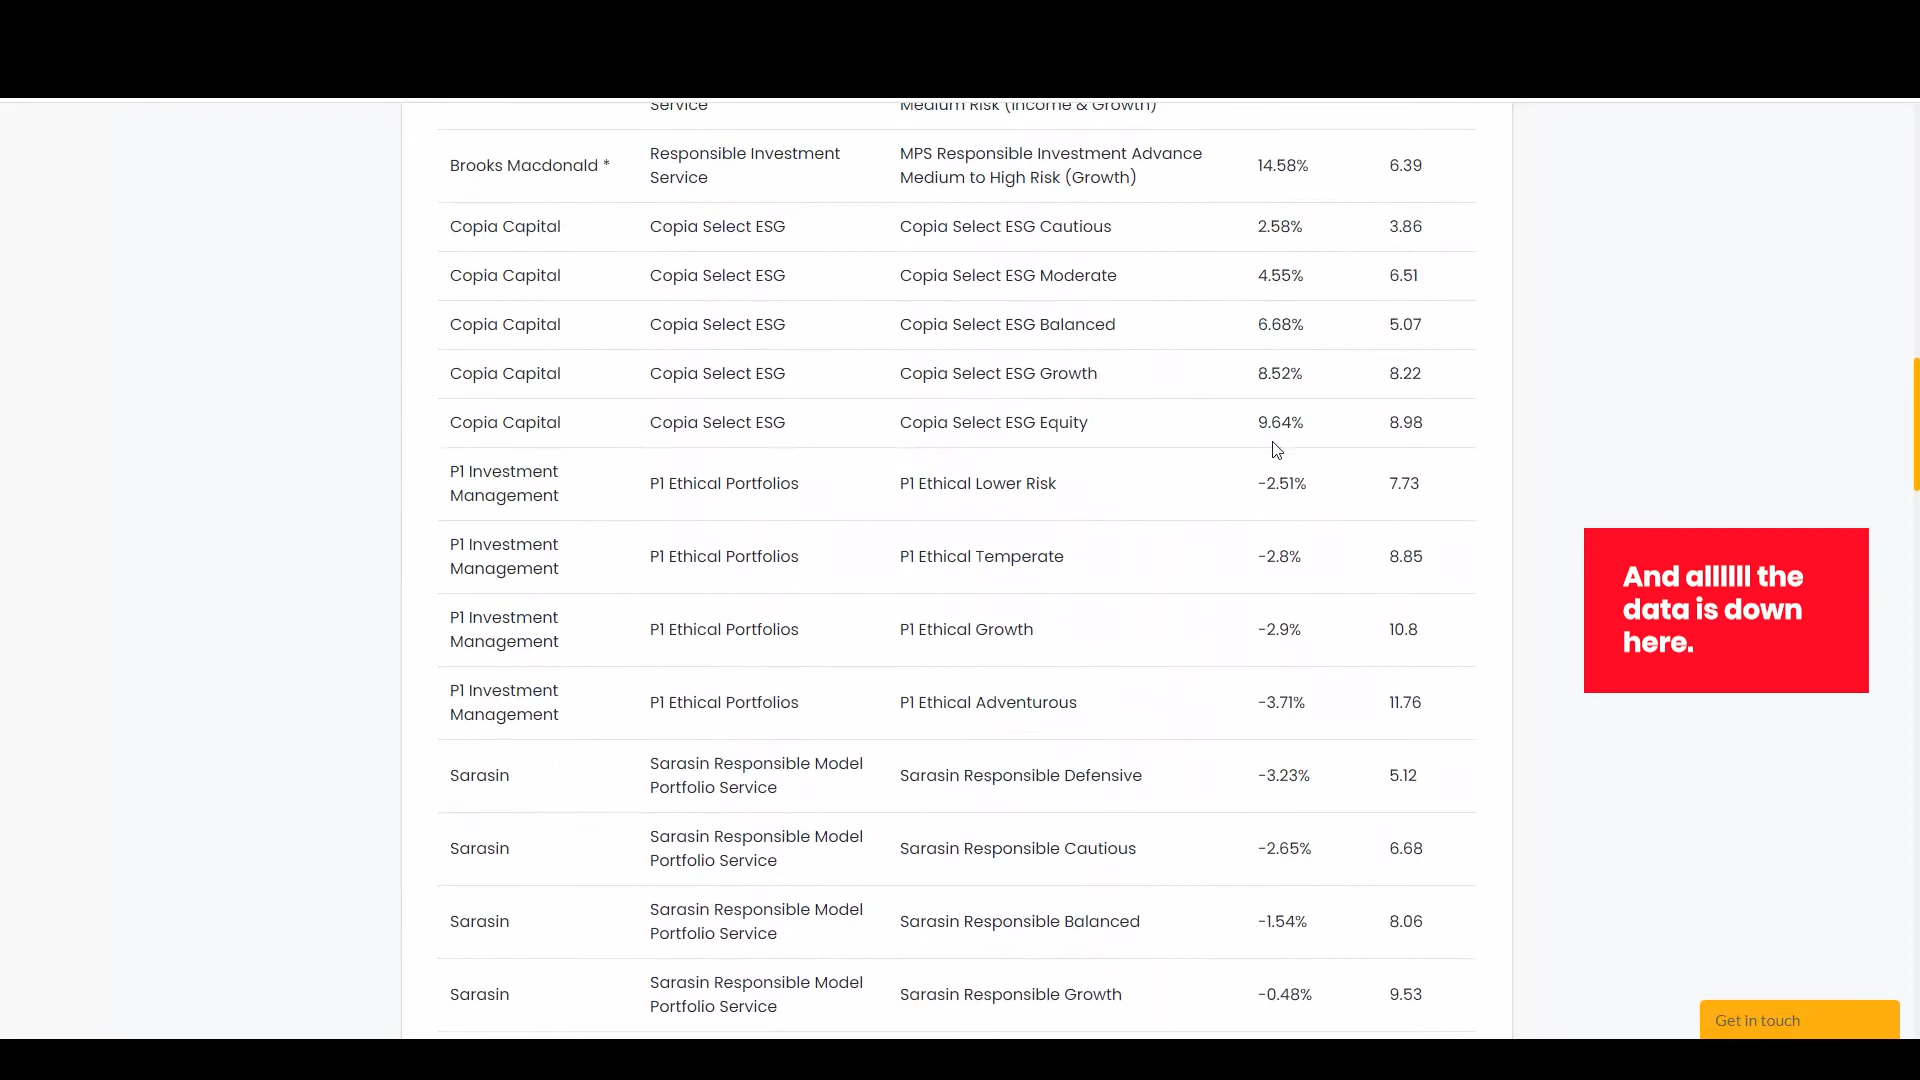 Service
Medium Risk (Income & Growth)
Brooks Macdonald *
Responsible Investment
Service
MPS Responsible Investment Advance
Medium to High Risk (Growth)
14.58%
6.39
Copia Capital
Copia Select ESG
Copia Select ESG Cautious
2.58%
3.86
Copia Capital
Copia Select ESG
Copia Select ESG Moderate
4.55%
6.51
Copia Capital
Copia Select ESG
Copia Select ESG Balanced
6.68%
5.07
Copia Capital
Copia Select ESG
Copia Select ESG Growth
8.52%
8.22
Copia Capital
Copia Select ESG
Copia Select ESG Equity
9.64%
8.98
P1 Investment
Management
P1 Ethical Portfolios
P1 Ethical Lower Risk
-2.51%
7.73
P1 Investment
Management
P1 Ethical Portfolios
P1 Ethical Temperate
-2.8%
8.85
P1 Investment
Management
P1 Ethical Portfolios
P1 Ethical Growth
-2.9%
10.8
P1 Investment
Management
P1 Ethical Portfolios
P1 Ethical Adventurous
-3.71%
11.76
Sarasin
Sarasin Responsible Model
Portfolio Service
Sarasin Responsible Defensive
-3.23%
5.12
Sarasin
Sarasin Responsible Model
Portfolio Service
Sarasin Responsible Cautious
-2.65%
6.68
Sarasin
Sarasin Responsible Model
Portfolio Service
Sarasin Responsible Balanced
-1.54%
8.06
Sarasin
Sarasin Responsible Model
Portfolio Service
Sarasin Responsible Growth
-0.48%
9.53
And allllll the
data is down
here.
Get in touch